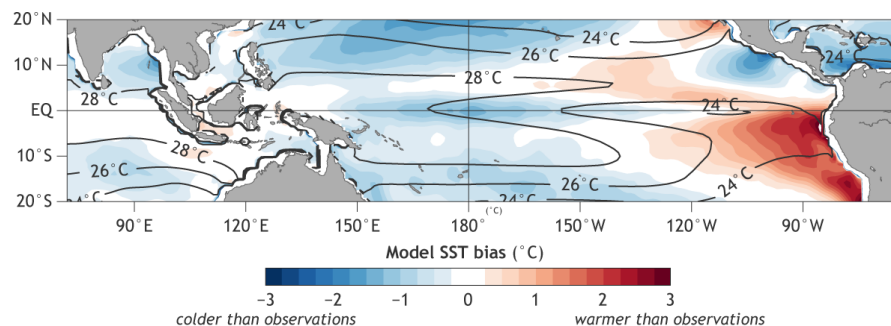 20°N
24°C
24°C
26°C
24°C
10°N
28°C
28°C
EQ
24°C
28°C
10°S
26°C
26°C
24°C
20°S
24°C
90°E 120°E 150°E 180° 150°W 120°W 90°W
(°C)
Model SST bias (°C)
−3 −2 −1 0 1 2 3
colder than observations warmer than observations